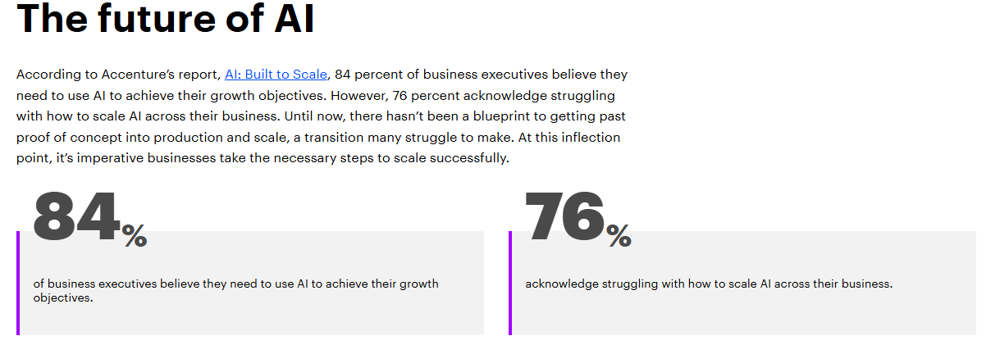 The future of AI
According to Accenture’s report, AI: Built to Scale, 84 percent of business executives believe they
need to use AI to achieve their growth objectives. However, 76 percent acknowledge struggling
with how to scale AI across their business. Until now, there hasn’t been a blueprint to getting past
proof of concept into production and scale, a transition many struggle to make. At this inflection
point, it’s imperative businesses take the necessary steps to scale successfully.
84%
of business executives believe they need to use AI to achieve their growth
objectives.
76%
acknowledge struggling with how to scale AI across their business.